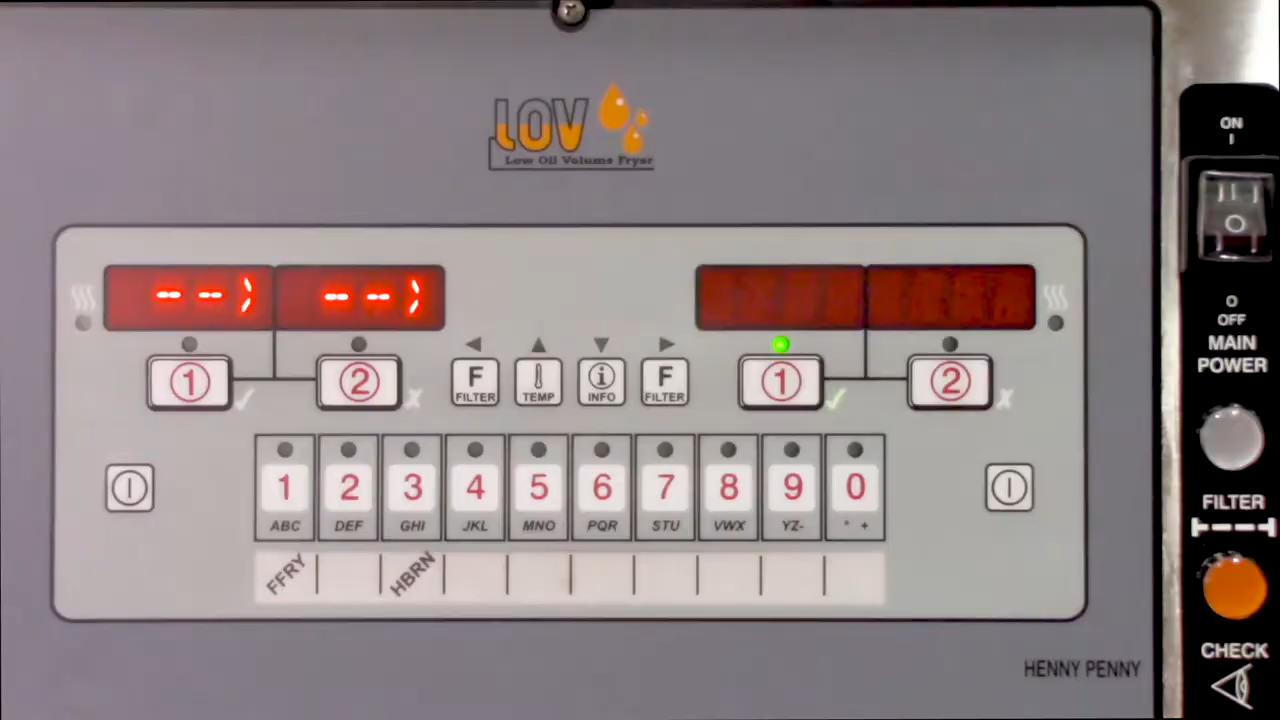 LOV
Low Oil Volume Fryer
ON
I
O
OFF
MAIN
POWER
-- -- )
-- -- )
1
2
F
FILTER
TEMP
i
INFO
F
FILTER
1
2
1 2 3 4 5 6 7 8 9 0
ABC DEF GHI JKL MNO PQR STU VWX YZ- * +
FFRY HBRN
FILTER
HENNY PENNY
CHECK